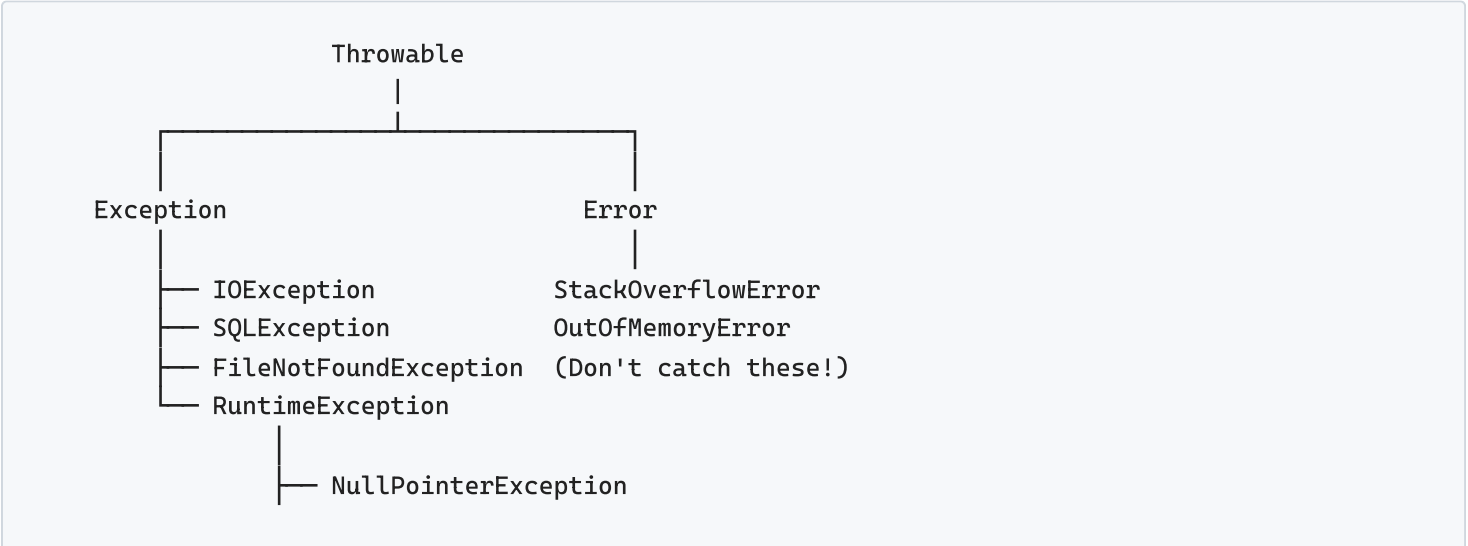 Throwable
Exception Error
IOException StackOverflowError
SQLException OutOfMemoryError
FileNotFoundException (Don't catch these!)
RuntimeException
NullPointerException